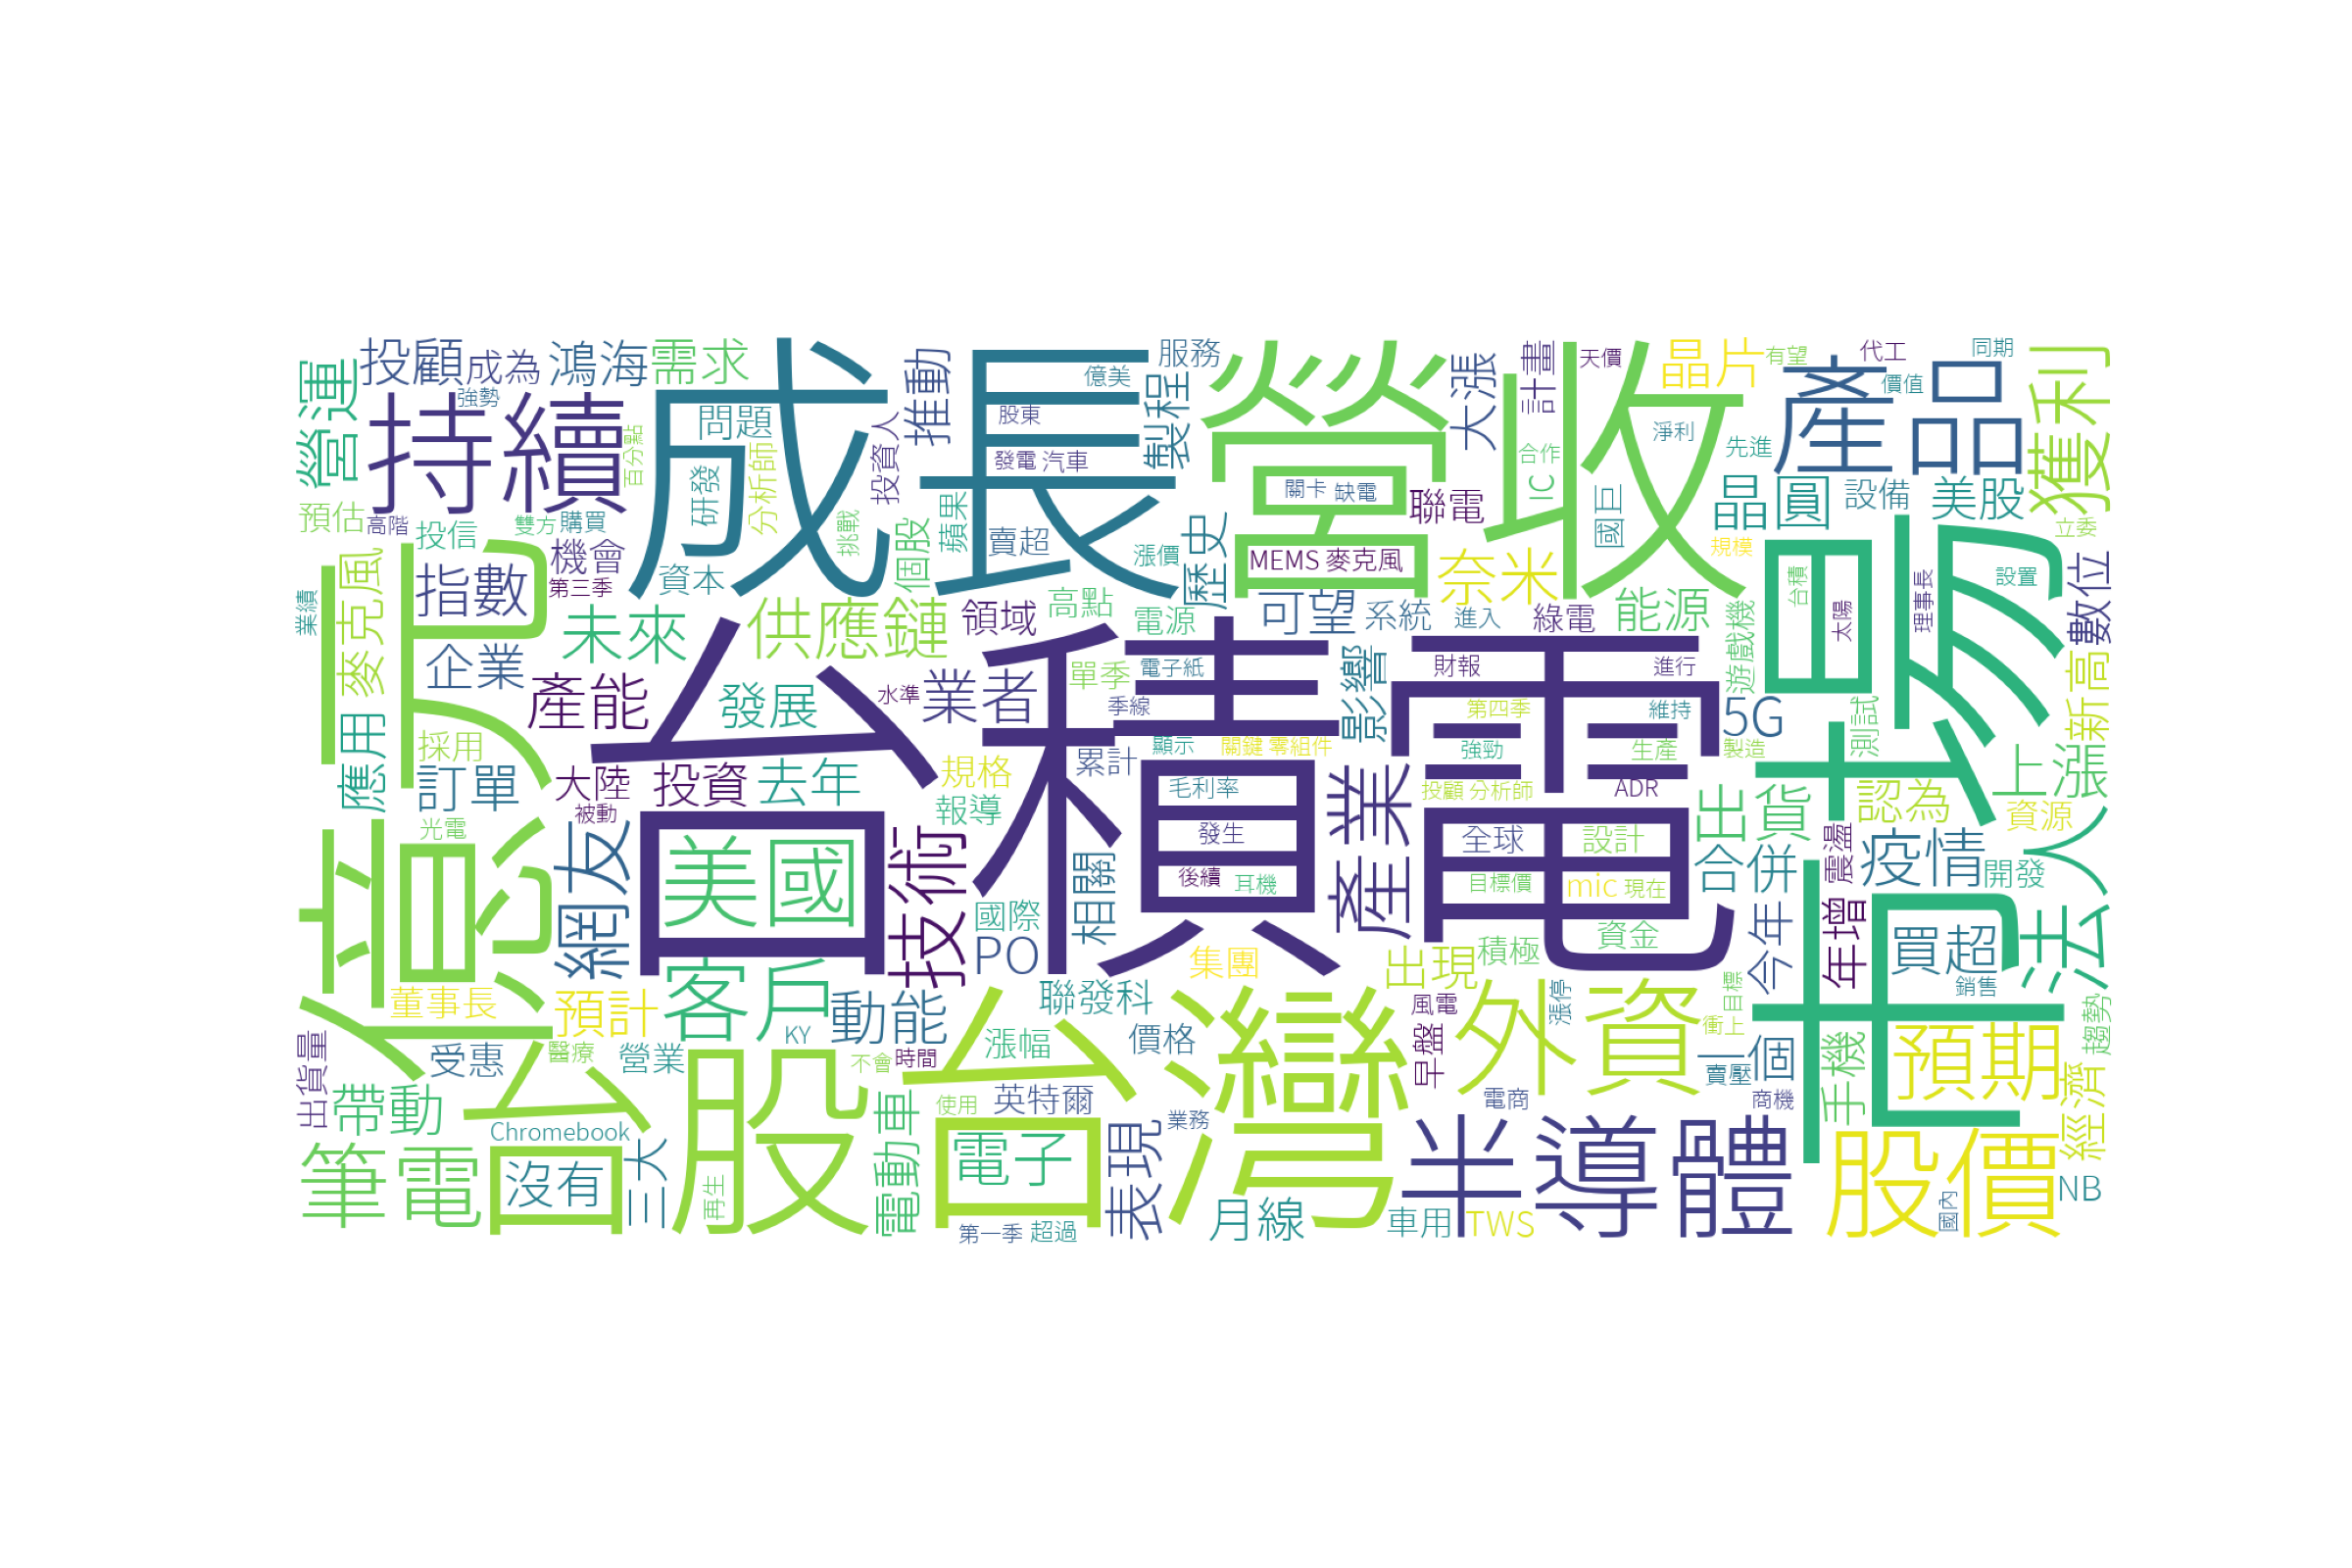 投顧
成為
鴻海
需求
營運
持續
強勢
百分點
成長
問題
研發
分析師
挑戰
資本
投資人
推動
股東
發電
汽車
億美
服務
製程
蘋果
賣超
漲價
個股
歷史
營收
關卡
缺電
MEMS 麥克風
聯電
大漲
計畫
IC
合作
天價
國巨
晶片
有望
代工
同期
價值
產品
淨利
先進
晶圓
設備
美股
獲利
立委
規模
奈米
預估
高階
投信
雙方
購買
機會
第三季
業績
億元
麥克風
指數
企業
未來
供應鏈
領域
高點
電源
可望
系統
進入
綠電
能源
遊戲機
台積
太陽
理事長
設置
數位
市場
新高
應用
採用
訂單
產能
發展
水準
業者
單季
電子紙
季線
顯示
關鍵 零組件
影響
財報
進行
第四季
維持
強勁
生產
製造
5G
測試
上漲
台積電
大陸
投資
去年
被動
規格
報導
累計
毛利率
發生
後續
耳機
產業
投顧 分析師
ADR
全球
設計
目標價
mic
現在
出貨
認為
資源
光電
網友
美國
技術
國際
相關
PO
集團
資金
積極
出現
合併
震盪
疫情
開發
法人
今年
年增
買超
銷售
目標
衝上
趨勢
董事長
預計
客戶
動能
聯發科
漲幅
價格
台灣
風電
早盤
外資
漲停
一個
賣壓
手機
預期
經濟
出貨量
受惠
醫療
營業
KY
不會
時間
帶動
台股
使用
英特爾
電商
商機
Chromebook
筆電
沒有
三大
再生
電動車
電子
第一季
超過
表現
業務
月線
半導體
車用
TWS
股價
國內
NB